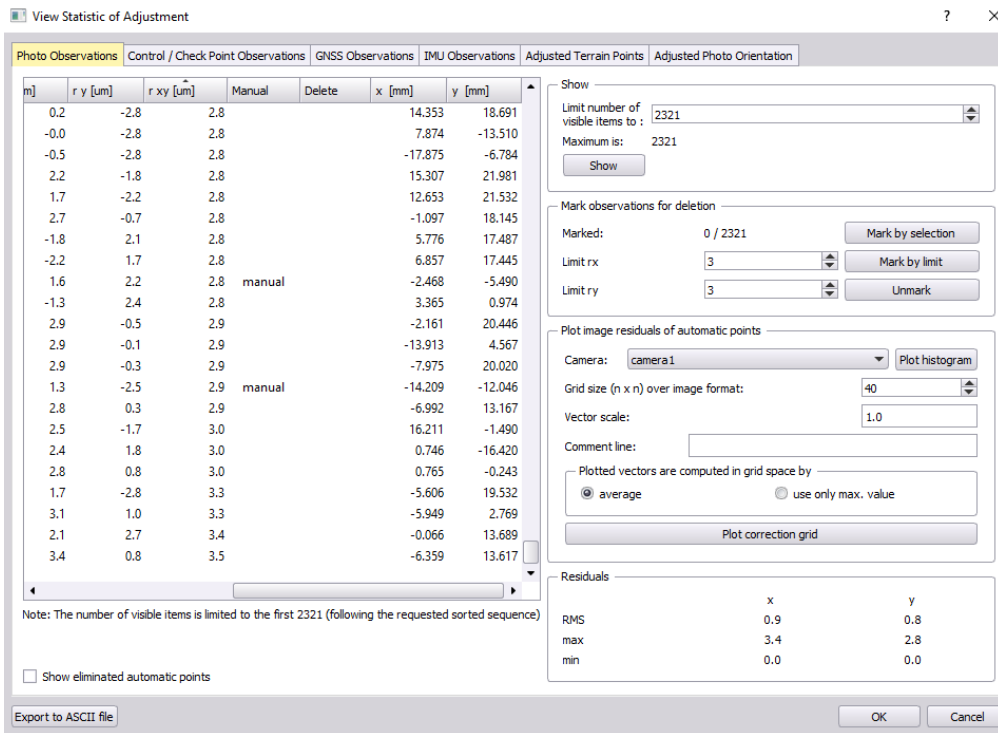 View Statistic of Adjustment ?
Photo Observations Control / Check Point Observations GNSS Observations IMU Observations Adjusted Terrain Points Adjusted Photo Orientation
m] r y [um] r xy [um] Manual Delete x [mm] y [mm]
0.2 -2.8 2.8 14.353 18.691
-0.0 -2.8 2.8 7.874 -13.510
-0.5 -2.8 2.8 -17.875 -6.784
2.2 -1.8 2.8 15.307 21.981
1.7 -2.2 2.8 12.653 21.532
2.7 -0.7 2.8 -1.097 18.145
-1.8 2.1 2.8 5.776 17.487
-2.2 1.7 2.8 6.857 17.445
1.6 2.2 2.8 manual -2.468 -5.490
-1.3 2.4 2.8 3.365 0.974
2.9 -0.5 2.9 -2.161 20.446
2.9 -0.1 2.9 -13.913 4.567
2.9 -0.3 2.9 -7.975 20.020
1.3 -2.5 2.9 manual -14.209 -12.046
2.8 0.3 2.9 -6.992 13.167
2.5 -1.7 3.0 16.211 -1.490
2.4 1.8 3.0 0.746 -16.420
2.8 0.8 3.0 0.765 -0.243
1.7 -2.8 3.3 -5.606 19.532
3.1 1.0 3.3 -5.949 2.769
2.1 2.7 3.4 -0.066 13.689
3.4 0.8 3.5 -6.359 13.617
Note: The number of visible items is limited to the first 2321 (following the requested sorted sequence)
Show eliminated automatic points
Show
Limit number of
visible items to : 2321
Maximum is: 2321
Show
Mark observations for deletion
Marked: 0 / 2321 Mark by selection
Limit rx 3 Mark by limit
Limit ry 3 Unmark
Plot image residuals of automatic points
Camera: camera1 Plot histogram
Grid size (n x n) over image format: 40
Vector scale: 1.0
Comment line:
Plotted vectors are computed in grid space by
average use only max. value
Plot correction grid
Residuals
x y
RMS 0.9 0.8
max 3.4 2.8
min 0.0 0.0
Export to ASCII file OK Cancel